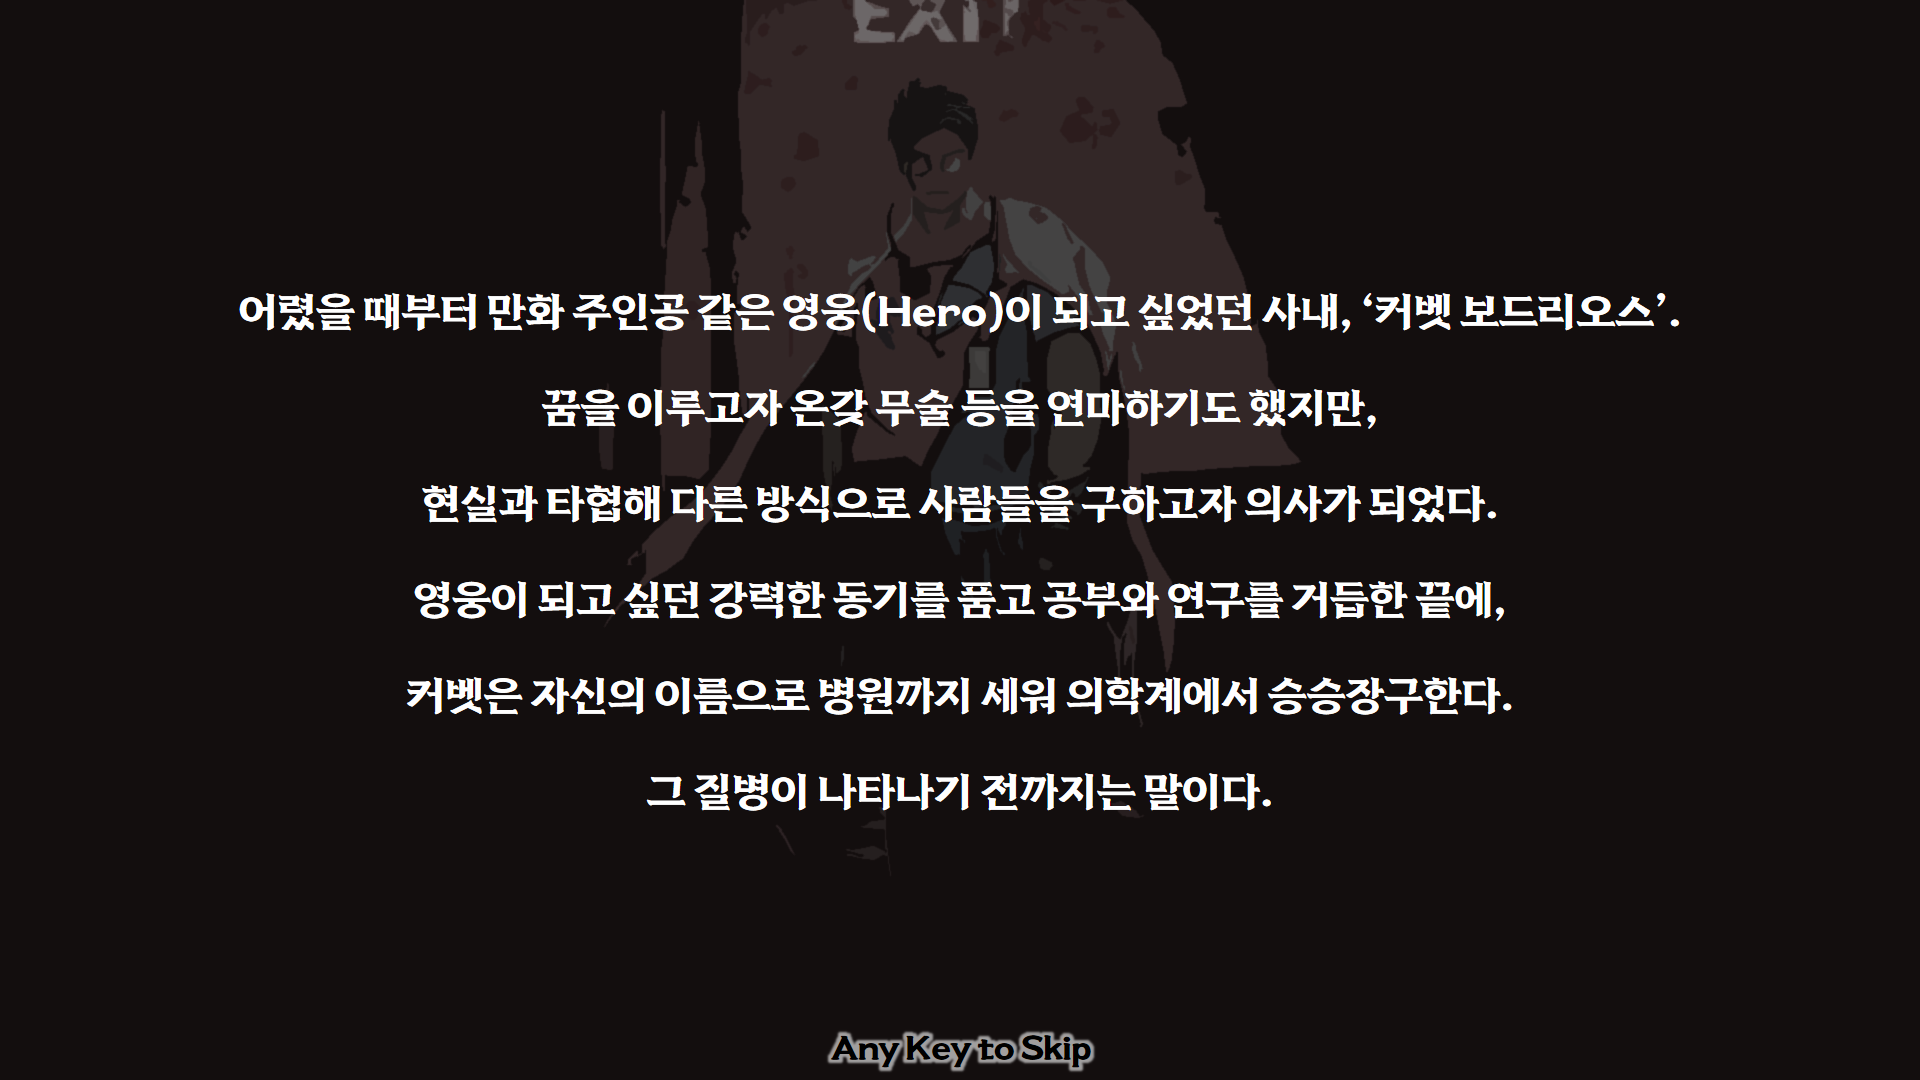 EXIT
어렸을 때부터 만화 주인공 같은 영웅(Hero)이 되고 싶었던 사내, ‘커벳 보드리오스’.
꿈을 이루고자 온갖 무술 등을 연마하기도 했지만,
현실과 타협해 다른 방식으로 사람들을 구하고자 의사가 되었다.
영웅이 되고 싶던 강력한 동기를 품고 공부와 연구를 거듭한 끝에,
커벳은 자신의 이름으로 병원까지 세워 의학계에서 승승장구한다.
그 질병이 나타나기 전까지는 말이다.
Any Key to Skip